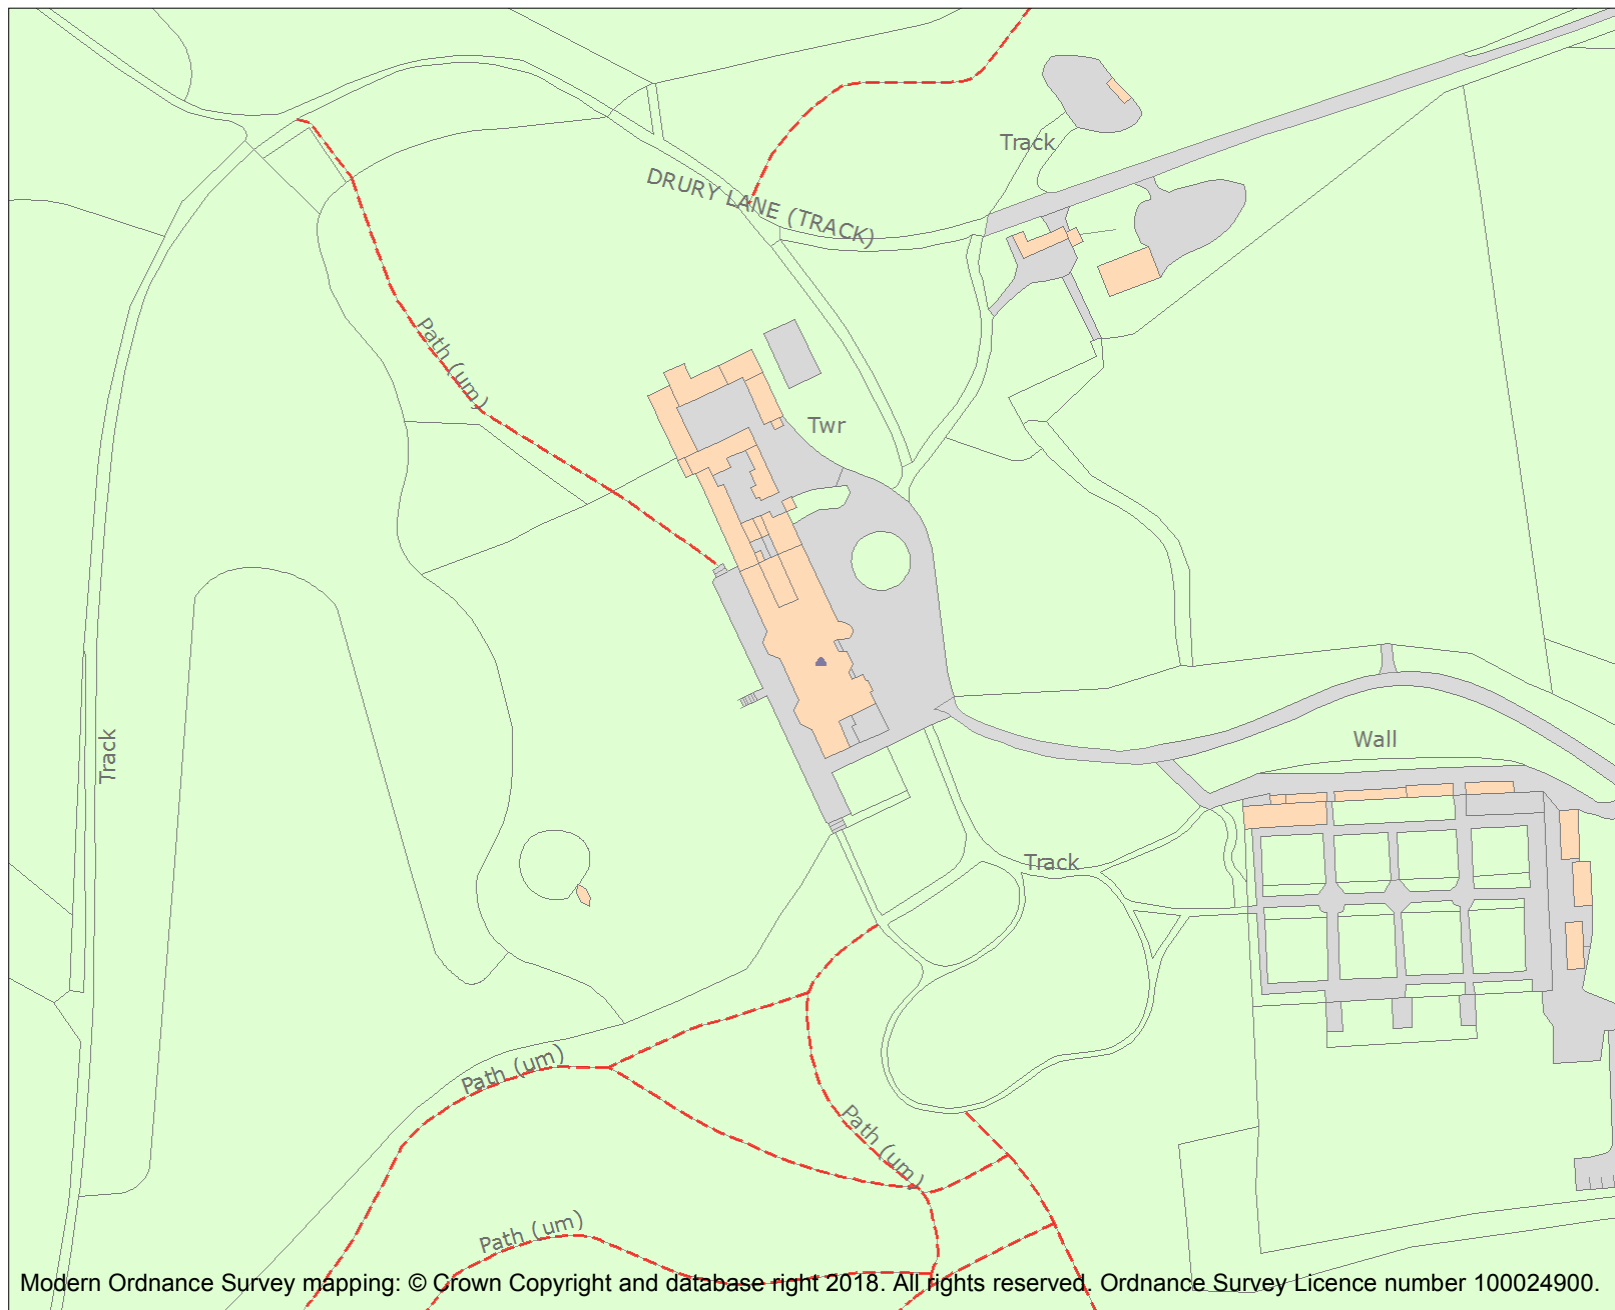 Track
DRURY LANE (TRACK)
Path (um)
Twr
Track
Wall
Track
Path (um)
Path (um)
Path (um)
Modern Ordnance Survey mapping: © Crown Copyright and database right 2018. All rights reserved. Ordnance Survey Licence number 100024900.